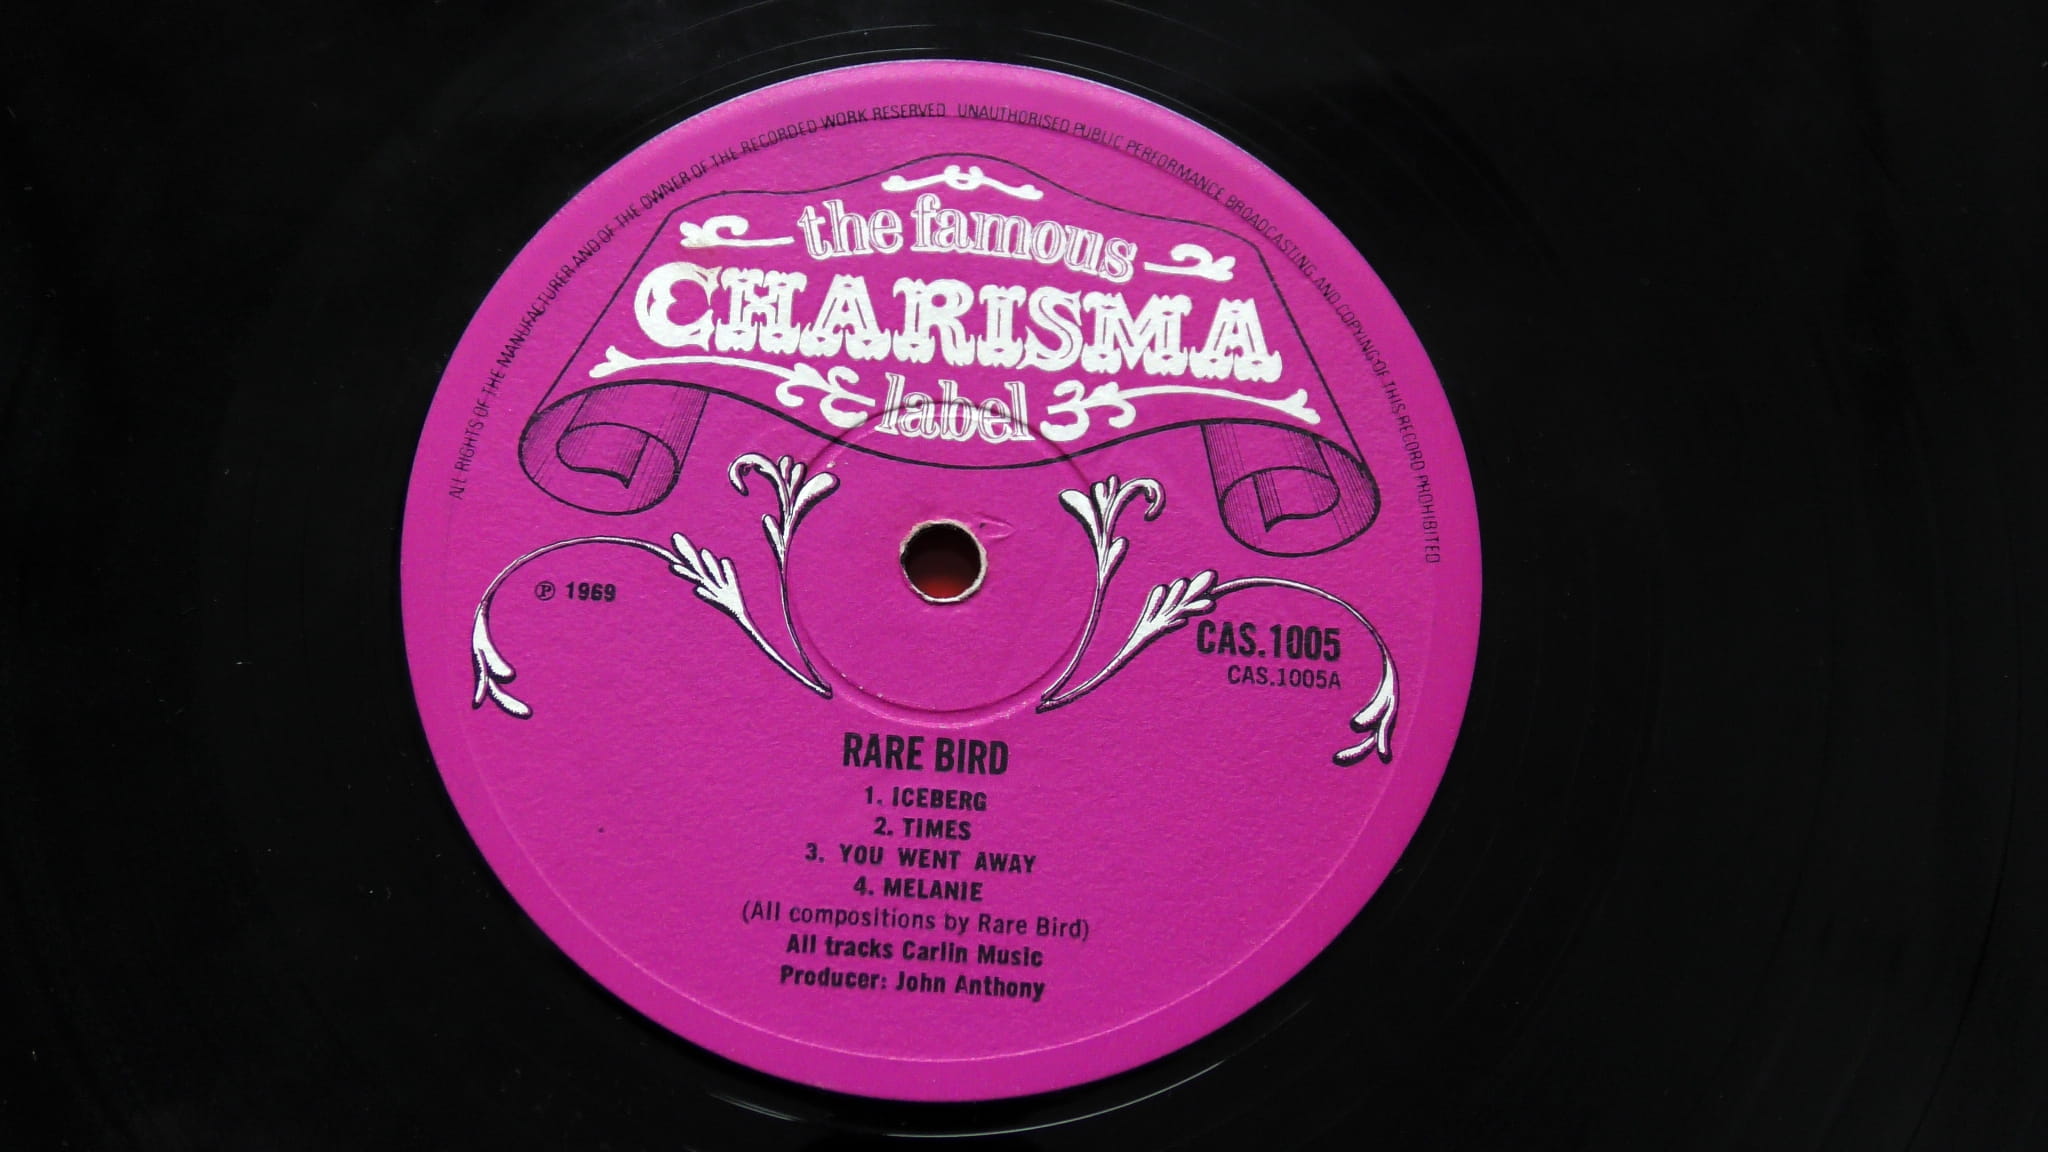 ALL RIGHTS OF THE MANUFACTURER AND OF THE OWNER OF THE RECORDED WORK RESERVED UNAUTHORISED PUBLIC PERFORMANCE BROADCASTING AND COPYING OF THIS RECORD PROHIBITED
the famous
CHARISMA
label
℗ 1969
CAS.1005
CAS.1005A
RARE BIRD
1. ICEBERG
2. TIMES
3. YOU WENT AWAY
4. MELANIE
(All compositions by Rare Bird)
All tracks Carlin Music
Producer: John Anthony